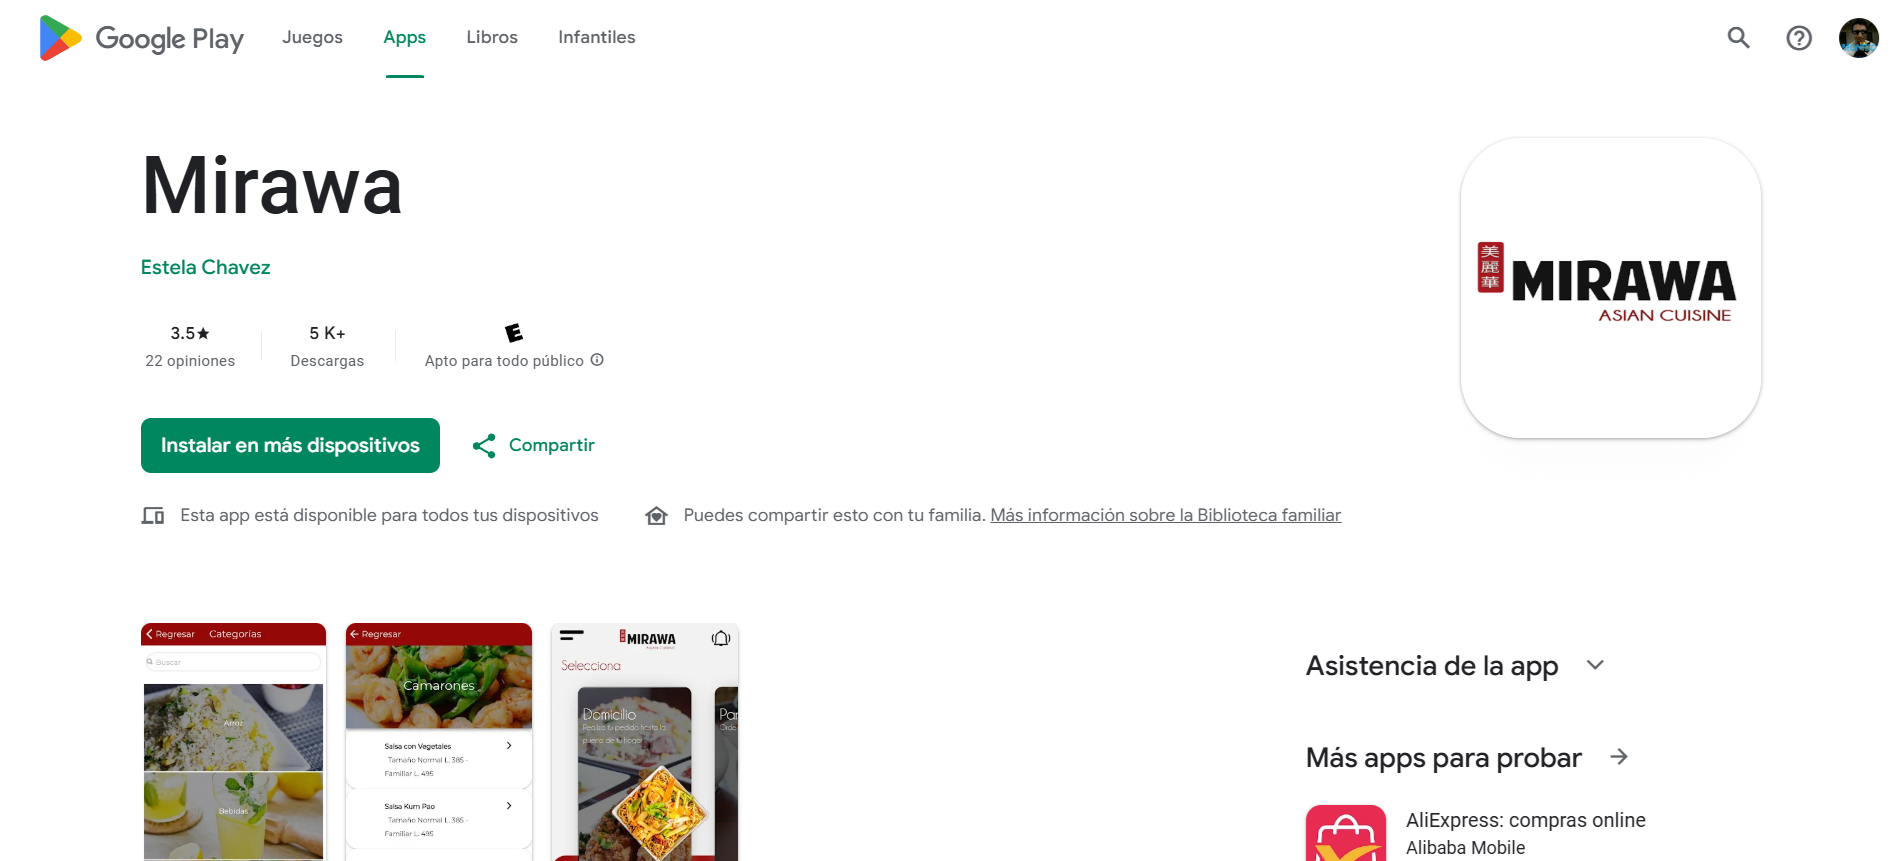 Google Play
Juegos
Apps
Libros
Infantiles
Mirawa
Estela Chavez
3.5★
22 opiniones
5 K+
Descargas
E
Apto para todo público
Instalar en más dispositivos
Compartir
Esta app está disponible para todos tus dispositivos
Puedes compartir esto con tu familia. Más información sobre la Biblioteca familiar
美麗華
MIRAWA
ASIAN CUISINE
Regresar Categorías
Buscar
Arroz
Bebidas
Regresar
Camarones
Salsa con Vegetales
Tamaño Normal L. 385 -
Familiar L. 495
Salsa Kum Pao
Tamaño Normal L. 385 -
Familiar L. 495
MIRAWA
ASIAN CUISINE
Selecciona
Domicilio
Realiza tu pedido hasta la
puerta de tu hogar
Par
Orde
Asistencia de la app
Más apps para probar
AliExpress: compras online
Alibaba Mobile